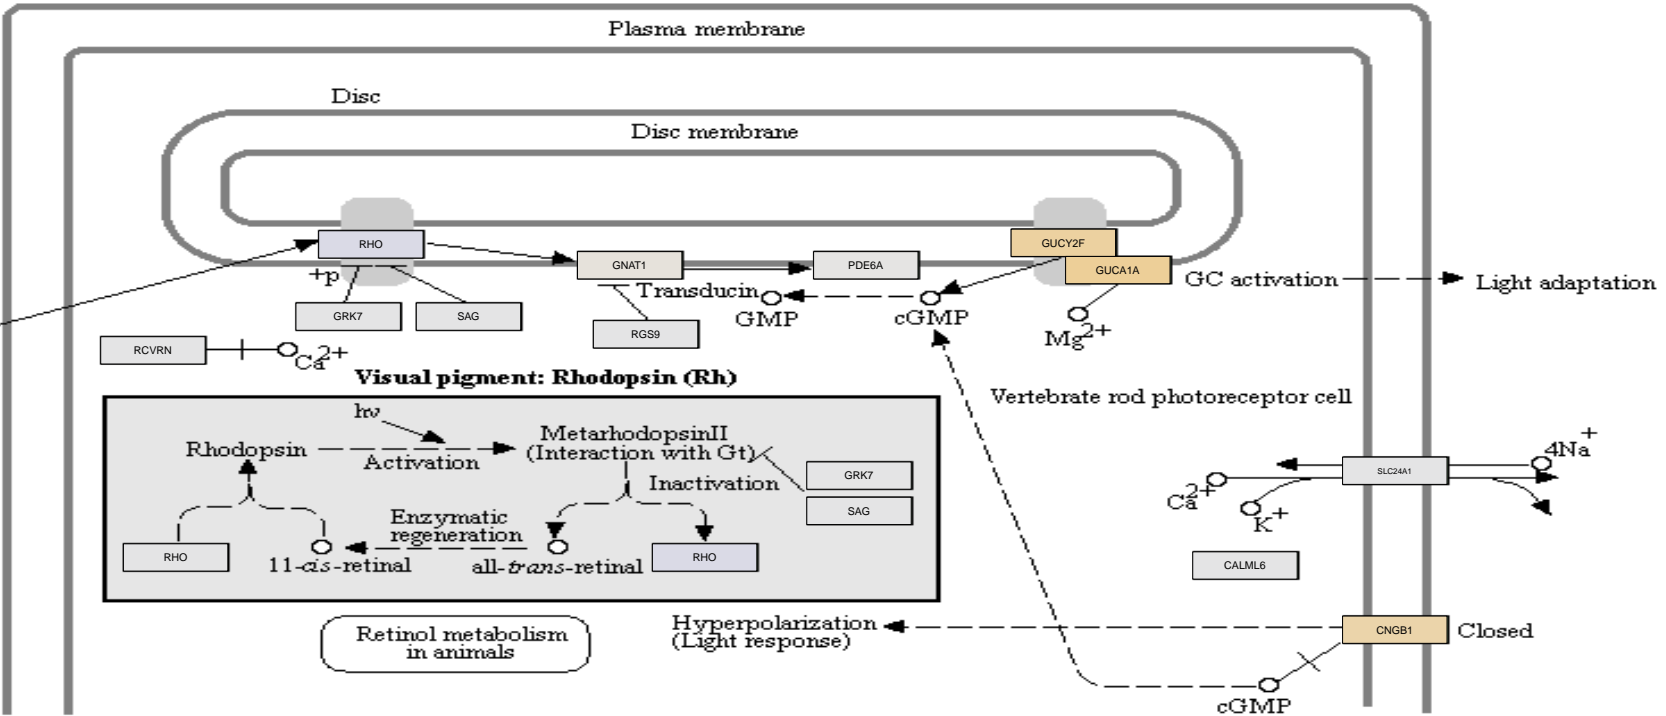 Plasma membrane
Disc
Disc membrane
RHO
GUCY2F
GNAT1
PDE6A
GUCA1A
+p
GC activation
Light adaptation
Transducin
GMP
cGMP
GRK7
SAG
RGS9
Mg2+
RCVRN
Ca2+
Visual pigment: Rhodopsin (Rh)
Vertebrate rod photoreceptor cell
hν
Rhodopsin
Activation
MetarhodopsinII
(Interaction with Gt)
Inactivation
GRK7
SAG
Enzymatic
regeneration
RHO
11-cis-retinal
all-trans-retinal
RHO
SLC24A1
4Na+
Ca2+
K+
CALML6
Retinol metabolism
in animals
Hyperpolarization
(Light response)
CNGB1
Closed
cGMP